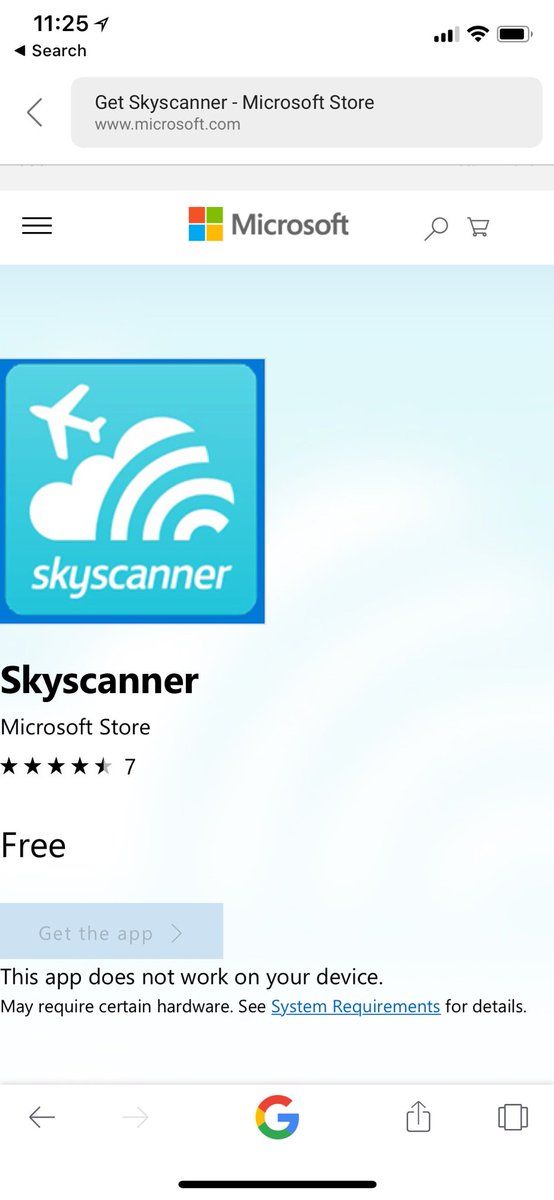 11:25
Search
Get Skyscanner - Microsoft Store
www.microsoft.com
Microsoft
skyscanner
Skyscanner
Microsoft Store
7
Free
Get the app
This app does not work on your device.
May require certain hardware. See System Requirements for details.